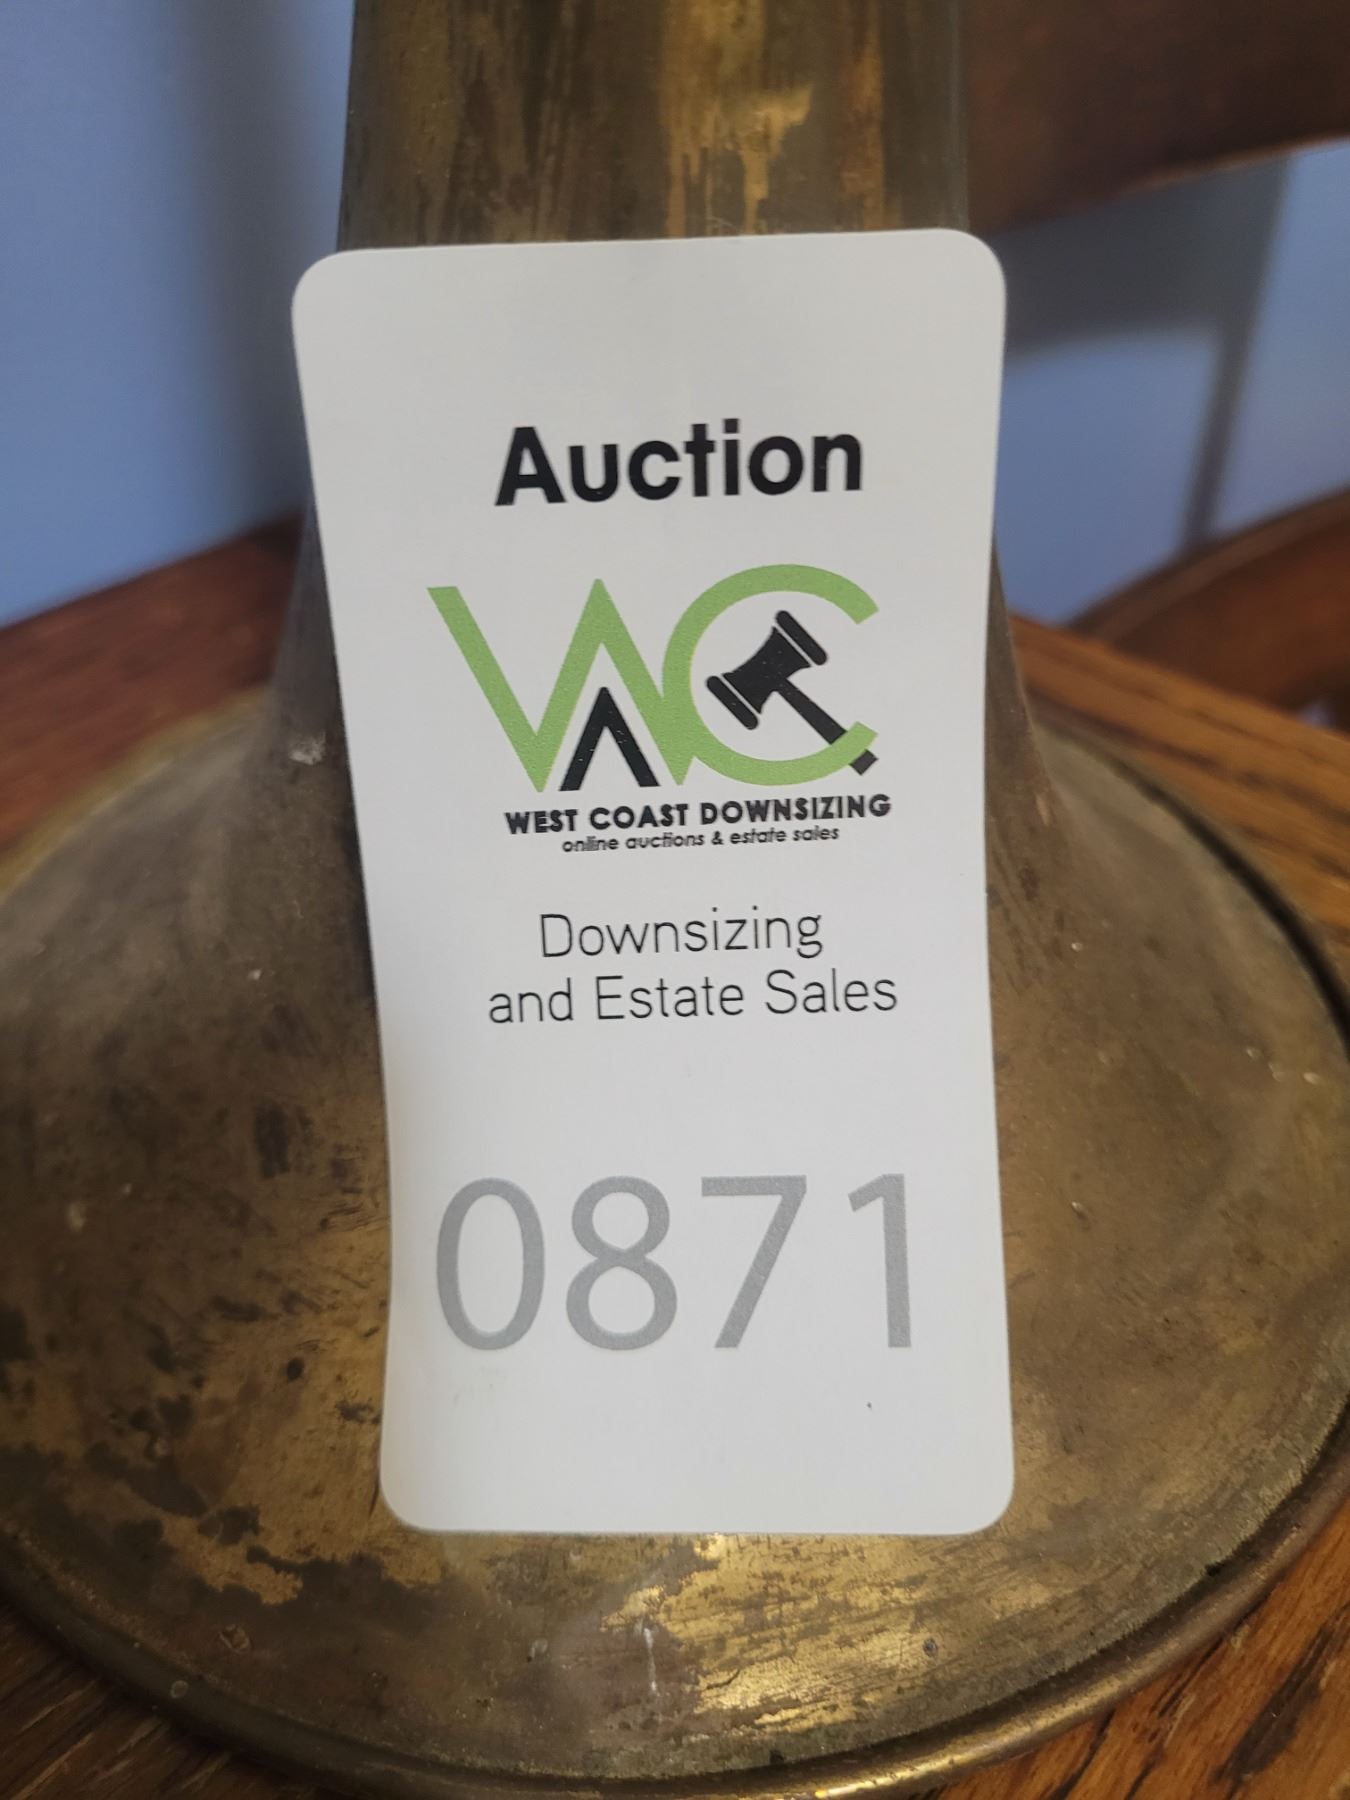 Auction
WC
WEST COAST DOWNSIZING
online auctions & estate sales
Downsizing
and Estate Sales
0871